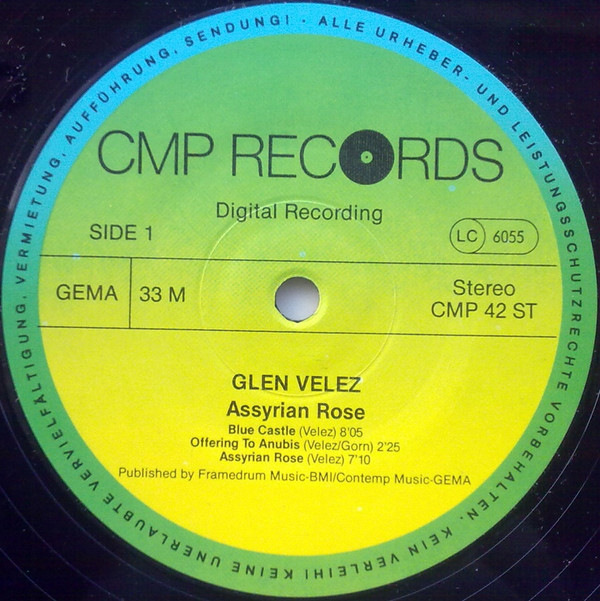 ALLE URHEBER- UND LEISTUNGSSCHUTZRECHTE VORBEHALTEN. KEIN VERLEIH! KEINE UNERLAUBTE VERVIELFÄLTIGUNG, VERMIETUNG, AUFFÜHRUNG, SENDUNG! ·
CMP RECORDS
Digital Recording
SIDE 1
LC 6055
GEMA 33 M
Stereo
CMP 42 ST
GLEN VELEZ
Assyrian Rose
Blue Castle (Velez) 8'05
Offering To Anubis (Velez/Gorn) 2'25
Assyrian Rose (Velez) 7'10
Published by Framedrum Music-BMI/Contemp Music-GEMA